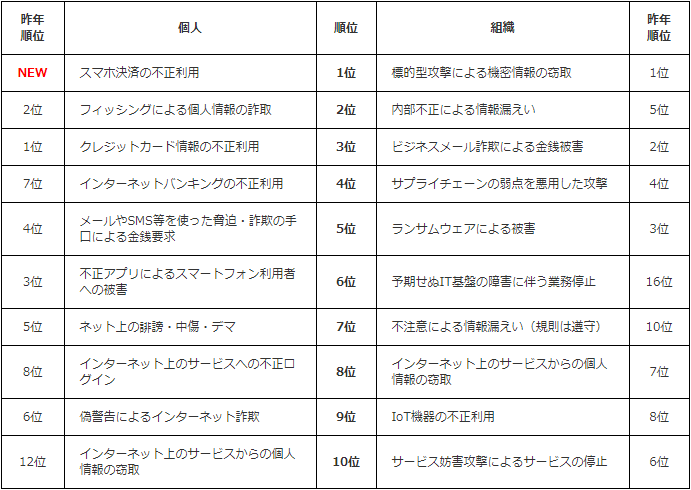 昨年
順位
個人
順位
組織
昨年
順位
NEW
スマホ決済の不正利用
1位
標的型攻撃による機密情報の窃取
1位
2位
フィッシングによる個人情報の詐取
2位
内部不正による情報漏えい
5位
1位
クレジットカード情報の不正利用
3位
ビジネスメール詐欺による金銭被害
2位
7位
インターネットバンキングの不正利用
4位
サプライチェーンの弱点を悪用した攻撃
4位
4位
メールやSMS等を使った脅迫・詐欺の手
口による金銭要求
5位
ランサムウェアによる被害
3位
3位
不正アプリによるスマートフォン利用者
への被害
6位
予期せぬIT基盤の障害に伴う業務停止
16位
5位
ネット上の誹謗・中傷・デマ
7位
不注意による情報漏えい（規則は遵守）
10位
8位
インターネット上のサービスへの不正ロ
グイン
8位
インターネット上のサービスからの個人
情報の窃取
7位
6位
偽警告によるインターネット詐欺
9位
IoT機器の不正利用
8位
12位
インターネット上のサービスからの個人
情報の窃取
10位
サービス妨害攻撃によるサービスの停止
6位